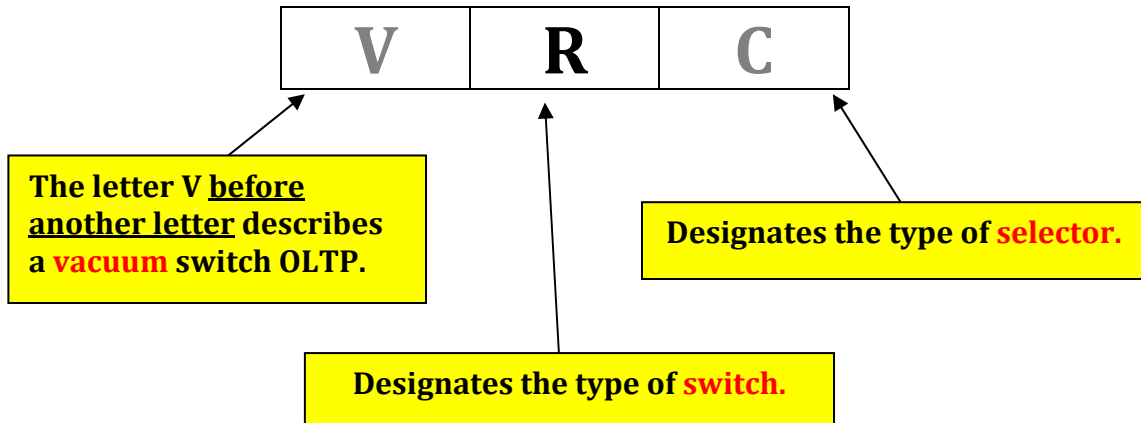 V R C
The letter V before
another letter describes
a vacuum switch OLTP.
Designates the type of selector.
Designates the type of switch.